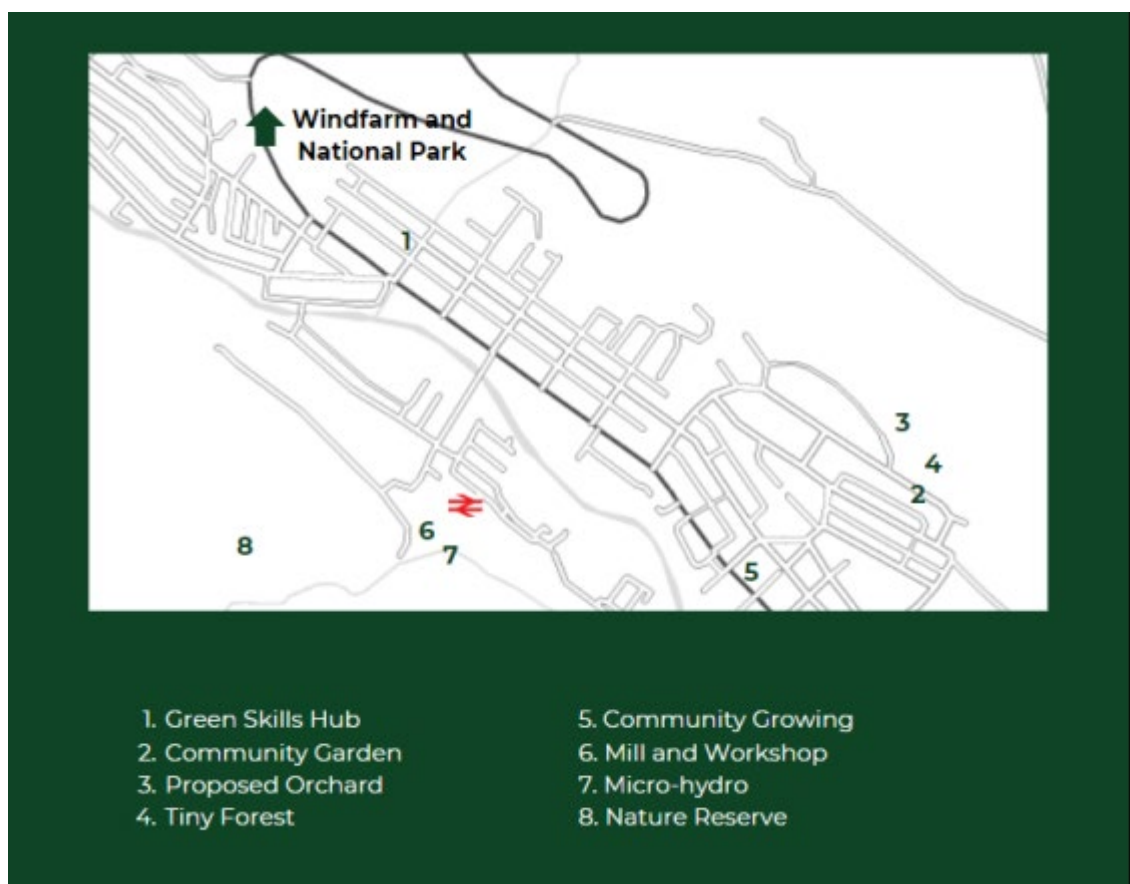 Windfarm and
National Park
1
3
4
2
6
7
8
5
1. Green Skills Hub
2. Community Garden
3. Proposed Orchard
4. Tiny Forest
5. Community Growing
6. Mill and Workshop
7. Micro-hydro
8. Nature Reserve